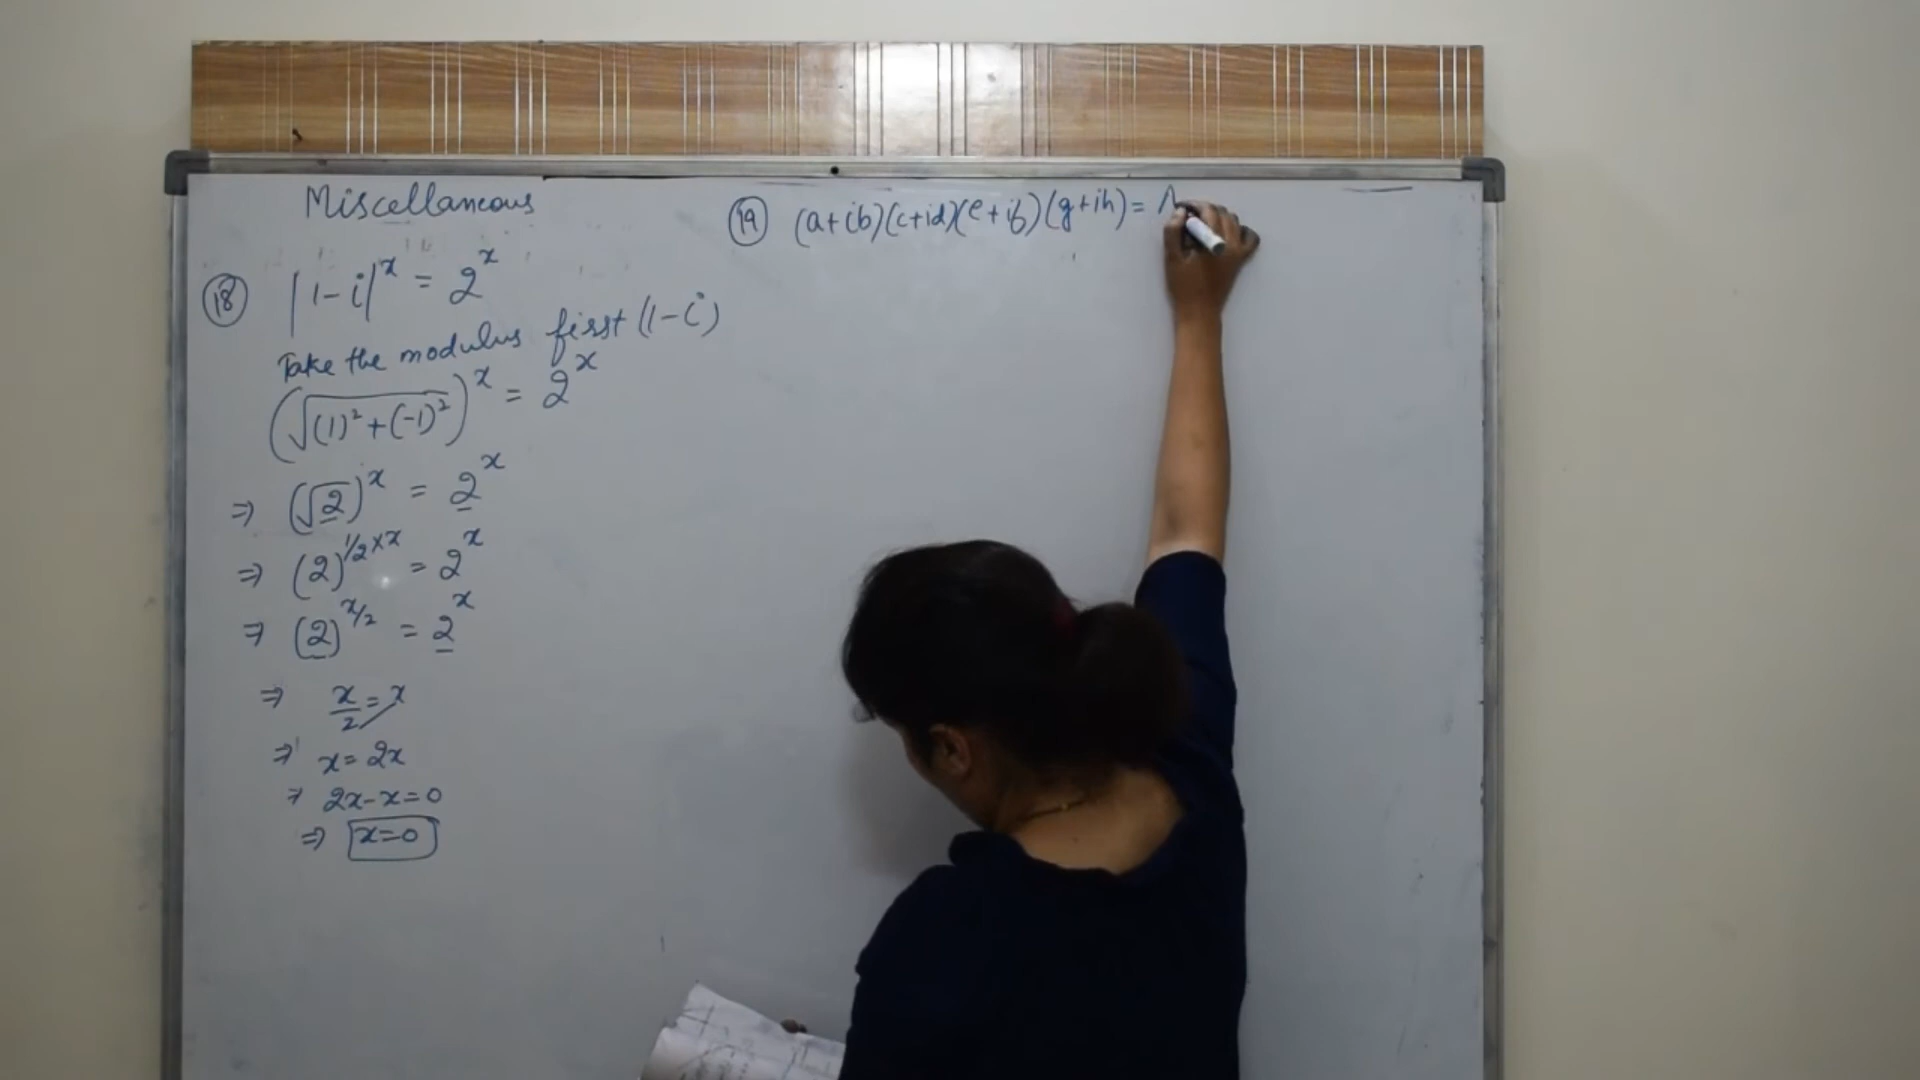 Miscellaneous
(18) |1-i|^x = 2^x
Take the modulus first (1-i)
(√(1)²+(-1)²)^x = 2^x
⇒ (√2)^x = 2^x
⇒ (2)^1/2×x = 2^x
⇒ (2)^x/2 = 2^x
⇒ x/2 = x
⇒ x = 2x
⇒ 2x-x=0
⇒ x=0
(19) (a+ib)(c+id)(e+if)(g+ih) =